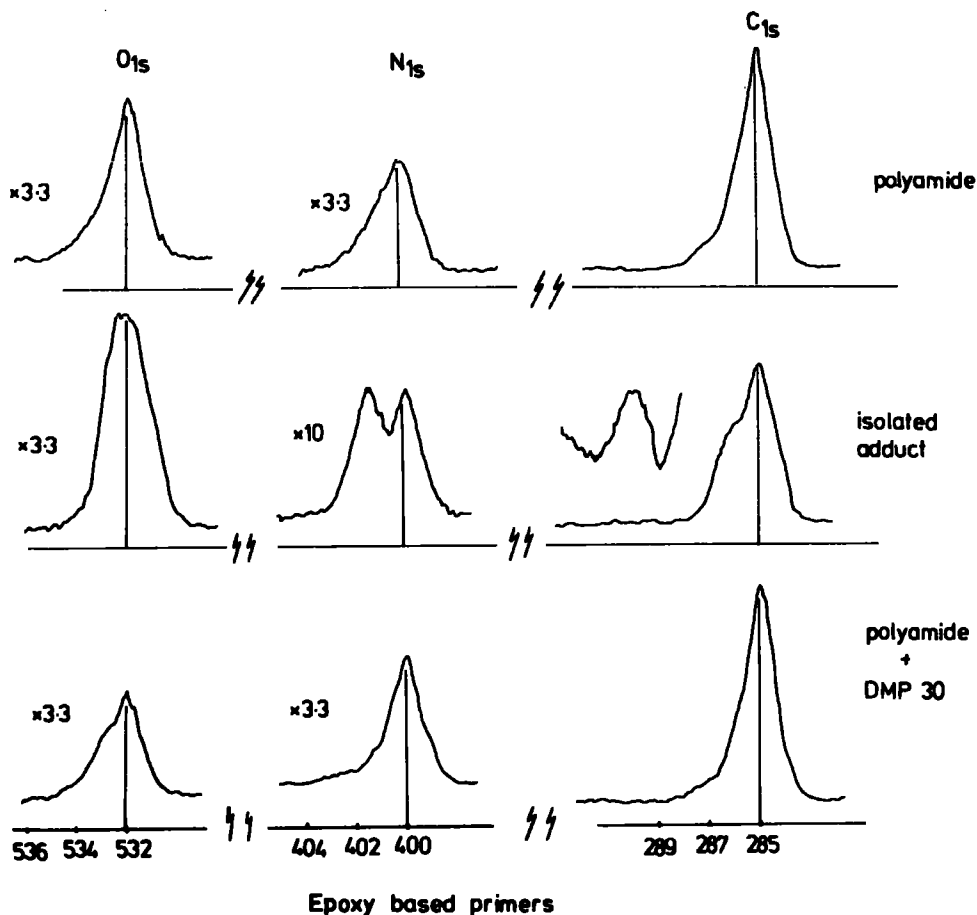 O1s
N1s
C1s
×3·3
×3·3
polyamide
×3·3
×10
isolated
adduct
×3·3
×3·3
polyamide
+
DMP 30
536 534 532
404 402 400
289 287 285
Epoxy based primers